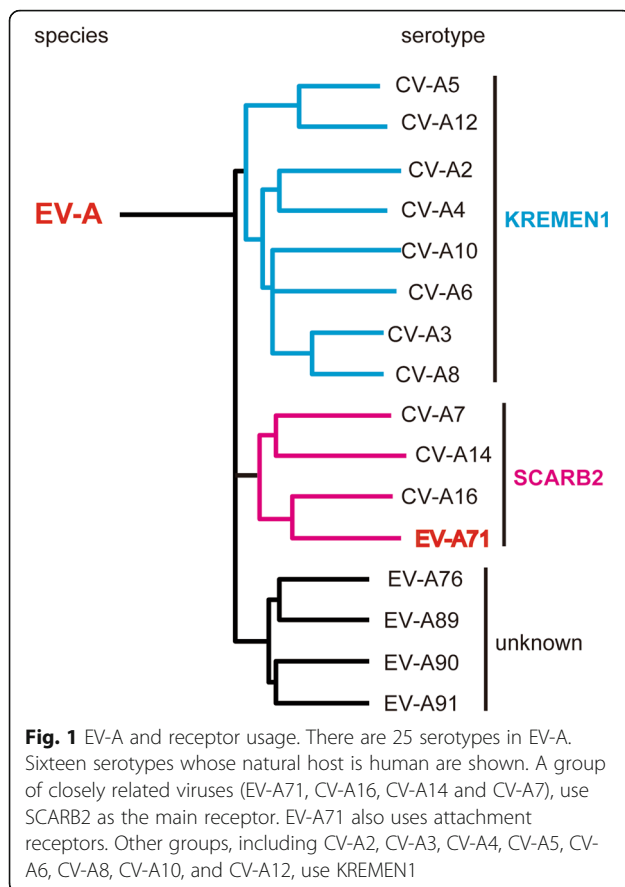 species
serotype
CV-A5
CV-A12
CV-A2
CV-A4
EV-A
KREMEN1
CV-A10
CV-A6
CV-A3
CV-A8
CV-A7
CV-A14
SCARB2
CV-A16
EV-A71
EV-A76
EV-A89
unknown
EV-A90
EV-A91
Fig. 1 EV-A and receptor usage. There are 25 serotypes in EV-A.
Sixteen serotypes whose natural host is human are shown. A group
of closely related viruses (EV-A71, CV-A16, CV-A14 and CV-A7), use
SCARB2 as the main receptor. EV-A71 also uses attachment
receptors. Other groups, including CV-A2, CV-A3, CV-A4, CV-A5, CV-
A6, CV-A8, CV-A10, and CV-A12, use KREMEN1